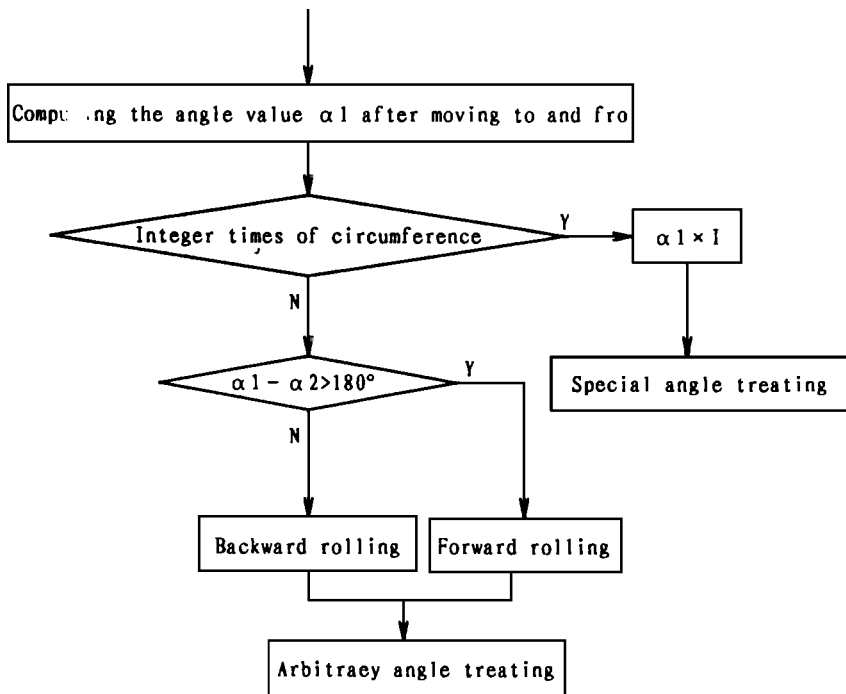 the angle value α1 after moving to and fro
Integer times of circumference
Y
α1×I
N
α1-α2>180°
Y
Special angle treating
N
Backward rolling
Forward rolling
Arbitraey angle treating